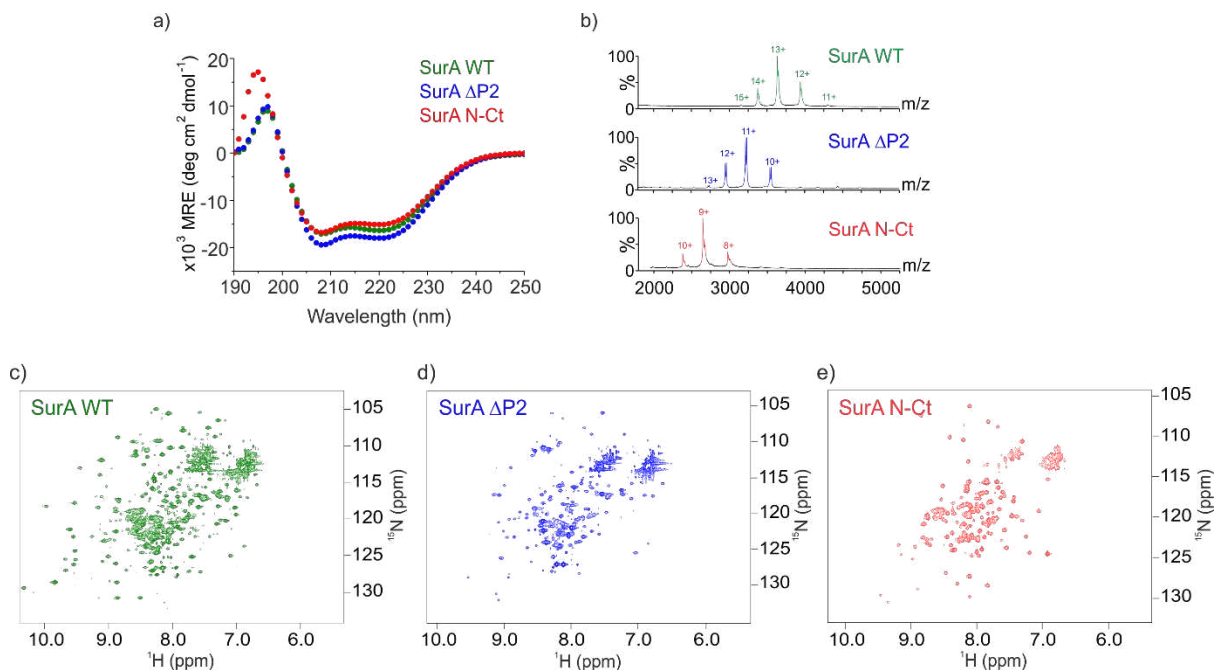 a)
x10³ MRE (deg cm² dmol⁻¹)
20
10
0
-10
-20
SurA WT
SurA ΔP2
SurA N-Ct
190 200 210 220 230 240 250
Wavelength (nm)
b)
SurA WT
100
%
0
15+ 14+ 13+ 12+ 11+
m/z
SurA ΔP2
100
%
0
13+ 12+ 11+ 10+
m/z
SurA N-Ct
100
%
0
10+ 9+ 8+
m/z
2000 3000 4000 5000
c)
SurA WT
105
110
115
120
125
130
¹⁵N (ppm)
10.0 9.0 8.0 7.0 6.0
¹H (ppm)
d)
SurA ΔP2
105
110
115
120
125
130
¹⁵N (ppm)
10.0 9.0 8.0 7.0 6.0
¹H (ppm)
e)
SurA N-Ct
105
110
115
120
125
130
¹⁵N (ppm)
10.0 9.0 8.0 7.0 6.0
¹H (ppm)